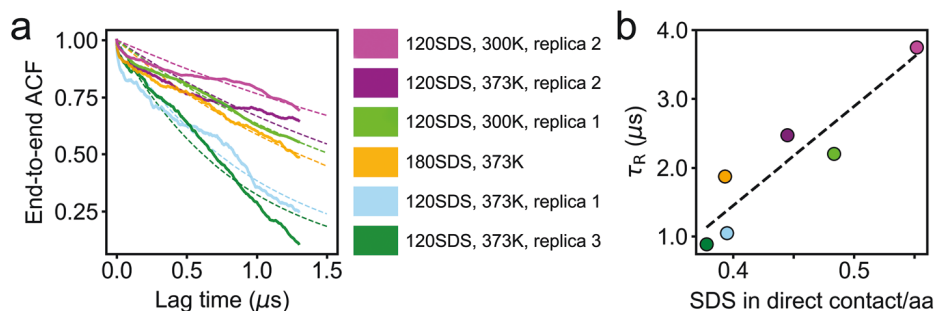 a
End-to-end ACF
1.00
0.75
0.50
0.25
0.0
0.5
1.0
1.5
Lag time (μs)
120SDS, 300K, replica 2
120SDS, 373K, replica 2
120SDS, 300K, replica 1
180SDS, 373K
120SDS, 373K, replica 1
120SDS, 373K, replica 3
b
τR (μs)
4.0
3.0
2.0
1.0
0.4
0.5
SDS in direct contact/aa